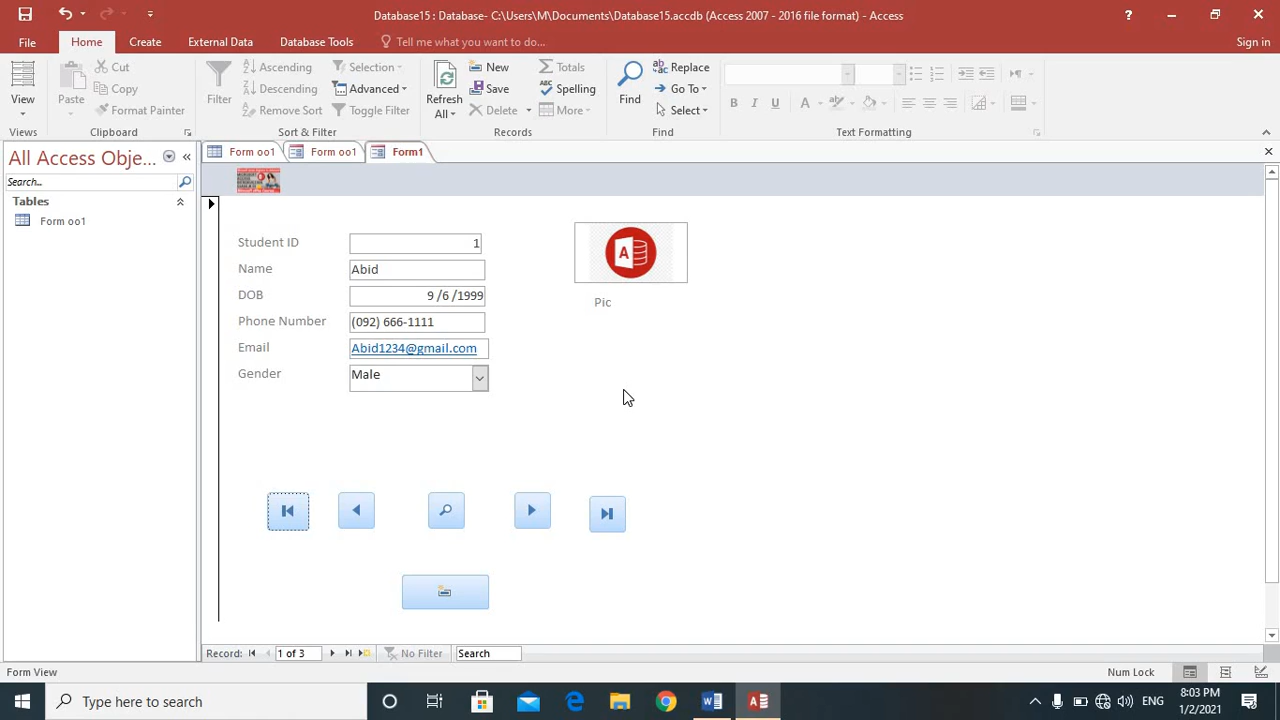 Database15 : Database- C:\Users\M\Documents\Database15.accdb (Access 2007 - 2016 file format) - Access
File Home Create External Data Database Tools Tell me what you want to do... Sign in
View
Views
Paste
Cut
Copy
Format Painter
Clipboard
Filter
Ascending
Descending
Remove Sort
Selection
Advanced
Toggle Filter
Sort & Filter
Refresh
All
New
Save
Delete
Totals
Spelling
More
Records
Find
Replace
Go To
Select
Find
B I U
A
Text Formatting
All Access Obje...
Search...
Tables
Form oo1
Form oo1 Form oo1 Form1
Student ID 1
Name Abid
DOB 9 /6 /1999
Phone Number (092) 666-1111
Email Abid1234@gmail.com
Gender Male
A
Pic
Record: 1 of 3 No Filter Search
Form View Num Lock
Type here to search
ENG
8:03 PM
1/2/2021